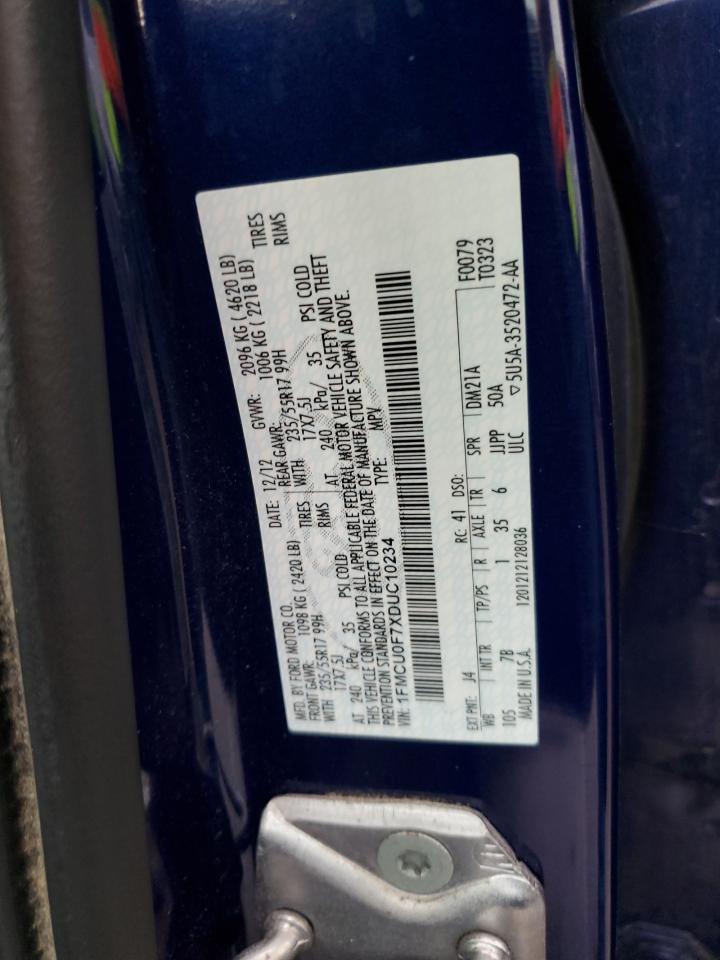 MFD. BY FORD MOTOR CO. DATE: 12/12 GVWR: 2096 KG ( 4620 LB)
FRONT GAWR: 1098 KG ( 2420 LB) REAR GAWR: 1006 KG ( 2218 LB)
WITH 235/55R17 99H TIRES WITH 235/55R17 99H TIRES
17X7.5J RIMS 17X7.5J RIMS
AT 240 kPa/ 35 PSI COLD AT 240 kPa/ 35 PSI COLD
THIS VEHICLE CONFORMS TO ALL APPLICABLE FEDERAL MOTOR VEHICLE SAFETY AND THEFT
PREVENTION STANDARDS IN EFFECT ON THE DATE OF MANUFACTURE SHOWN ABOVE.
VIN: 1FMCU0F7XDUC10234 TYPE: MPV
EXT PNT: J4 RC: 41 DSO: F0079
WB INT TR TP/PS R AXLE TR SPR DM21A T0323
105 7B 1 35 6 JJPP 50A
MADE IN U.S.A. 1201212128036 ULC ▽5U5A-3520472-AA